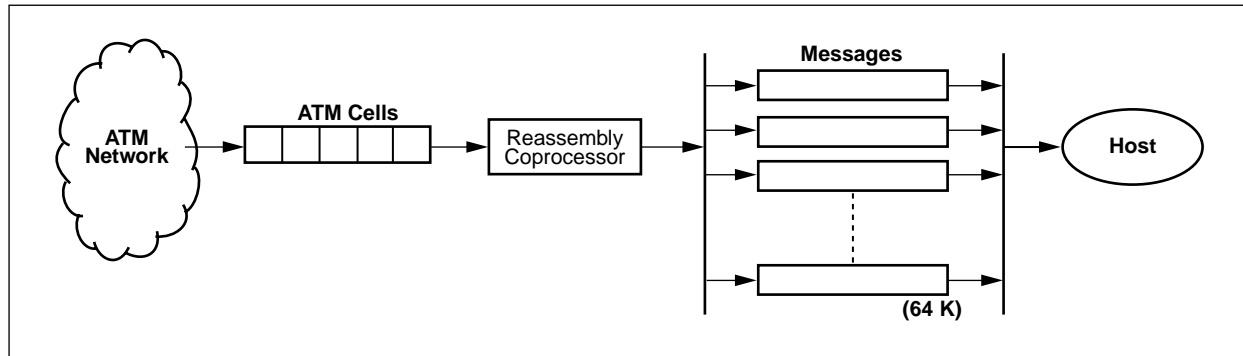 ATM
Network
ATM Cells
Reassembly
Coprocessor
Messages
(64 K)
Host